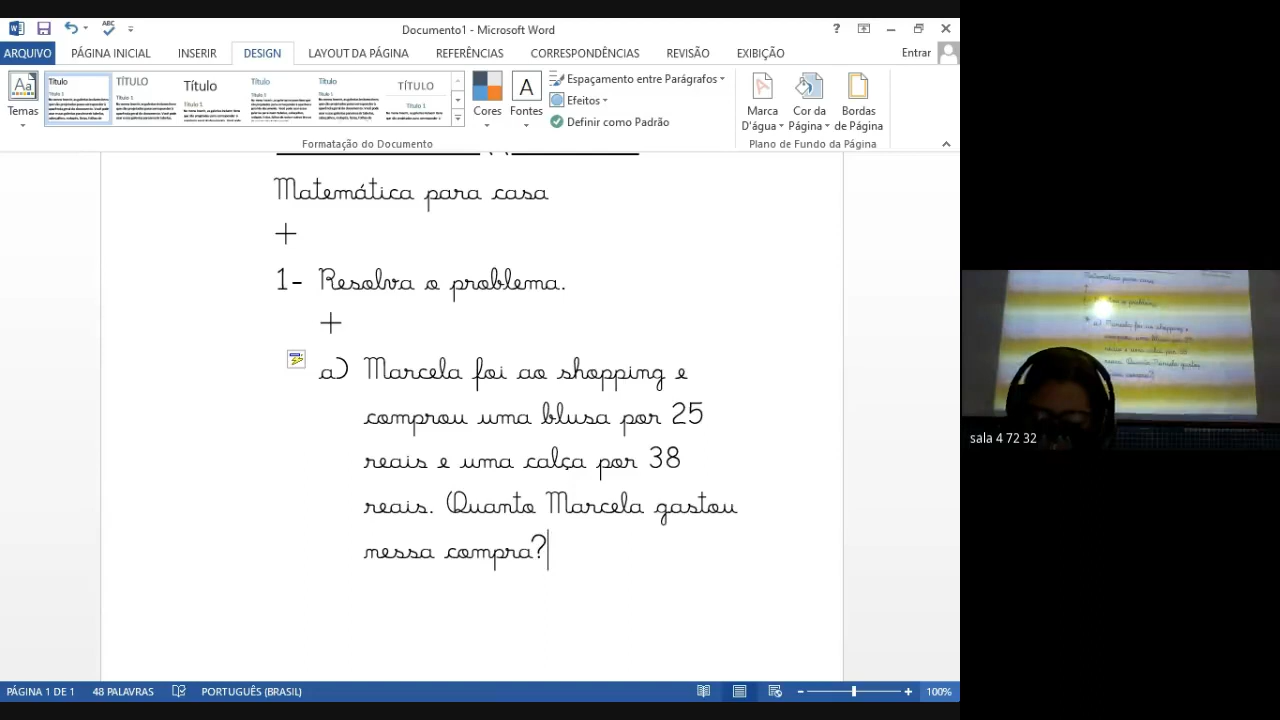 Documento1 - Microsoft Word
ARQUIVO PÁGINA INICIAL INSERIR DESIGN LAYOUT DA PÁGINA REFERÊNCIAS CORRESPONDÊNCIAS REVISÃO EXIBIÇÃO Entrar
Temas
Título
TÍTULO
Título
Título
Título
TÍTULO
Cores
Fontes
Espaçamento entre Parágrafos
Efeitos
Definir como Padrão
Marca D'água
Cor da Página
Bordas de Página
Formatação do Documento
Plano de Fundo da Página
Matemática para casa
+
1- Resolva o problema.
+
a) Marcela foi ao shopping e
comprou uma blusa por 25
reais e uma calça por 38
reais. Quanto Marcela gastou
nessa compra?
sala 4 72 32
PÁGINA 1 DE 1 48 PALAVRAS PORTUGUÊS (BRASIL) 100%